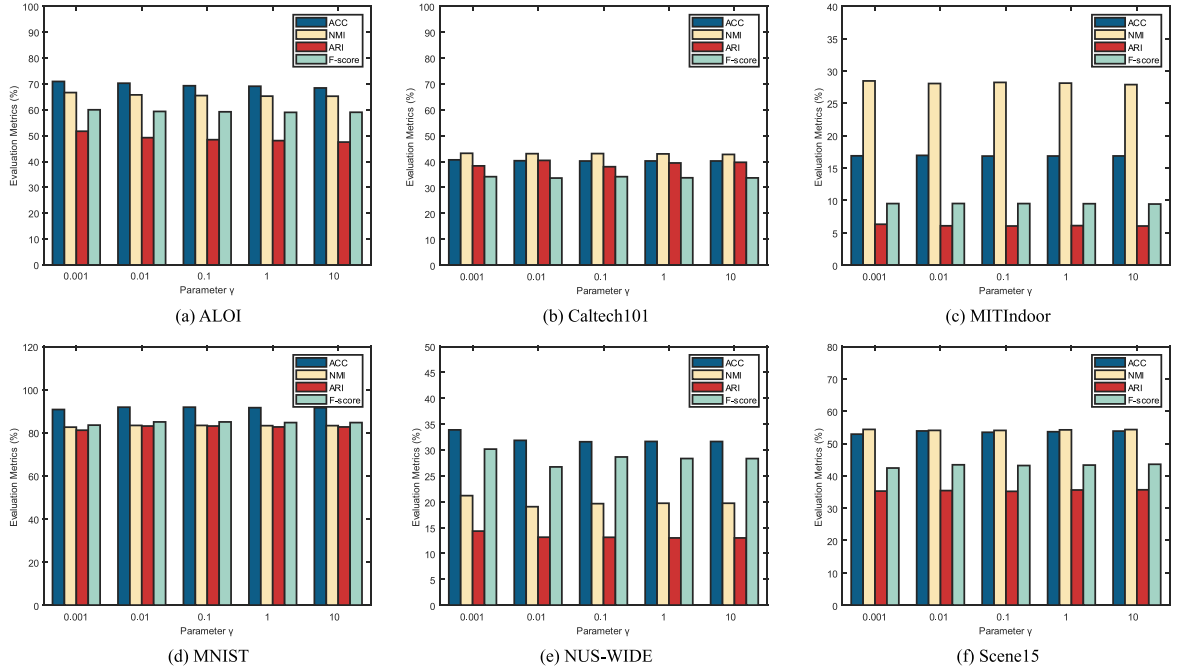 100
90
80
70
60
50
40
30
20
10
0
Evaluation Metrics (%)
ACC
NMI
ARI
F-score
0.001 0.01 0.1 1 10
Parameter γ
(a) ALOI
100
90
80
70
60
50
40
30
20
10
0
Evaluation Metrics (%)
ACC
NMI
ARI
F-score
0.001 0.01 0.1 1 10
Parameter γ
(b) Caltech101
40
35
30
25
20
15
10
5
0
Evaluation Metrics (%)
ACC
NMI
ARI
F-score
0.001 0.01 0.1 1 10
Parameter γ
(c) MITIndoor
120
100
80
60
40
20
0
Evaluation Metrics (%)
ACC
NMI
ARI
F-score
0.001 0.01 0.1 1 10
Parameter γ
(d) MNIST
50
45
40
35
30
25
20
15
10
5
0
Evaluation Metrics (%)
ACC
NMI
ARI
F-score
0.001 0.01 0.1 1 10
Parameter γ
(e) NUS-WIDE
80
70
60
50
40
30
20
10
0
Evaluation Metrics (%)
ACC
NMI
ARI
F-score
0.001 0.01 0.1 1 10
Parameter γ
(f) Scene15